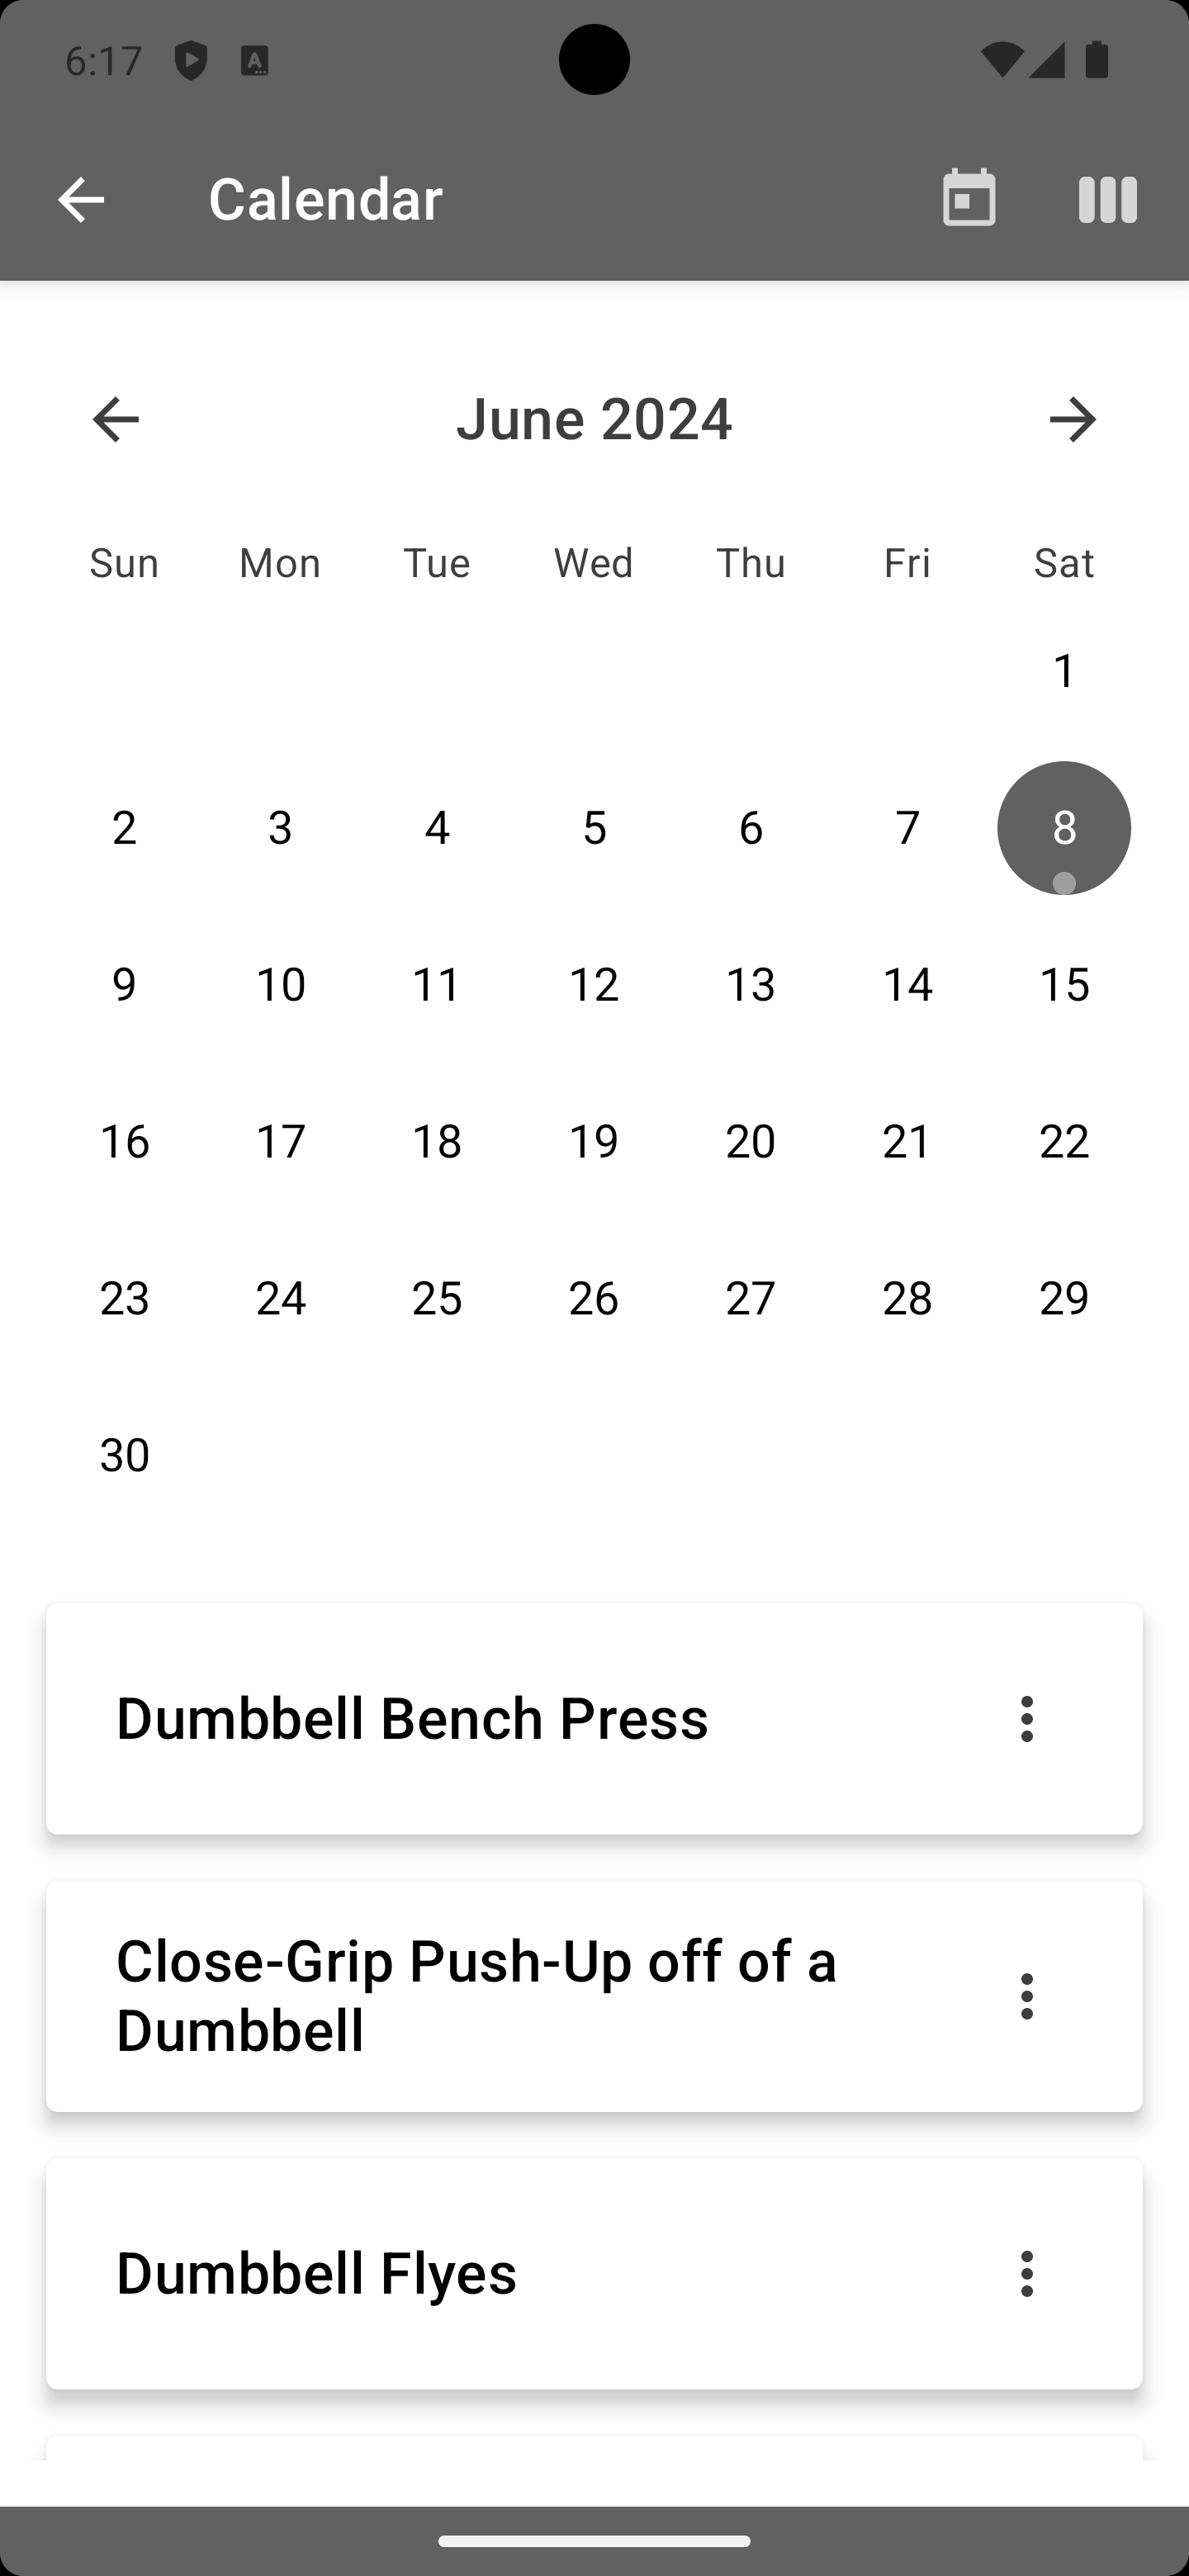 6:17
Calendar
June 2024
Sun Mon Tue Wed Thu Fri Sat
1
2 3 4 5 6 7 8
9 10 11 12 13 14 15
16 17 18 19 20 21 22
23 24 25 26 27 28 29
30
Dumbbell Bench Press
Close-Grip Push-Up off of a
Dumbbell
Dumbbell Flyes